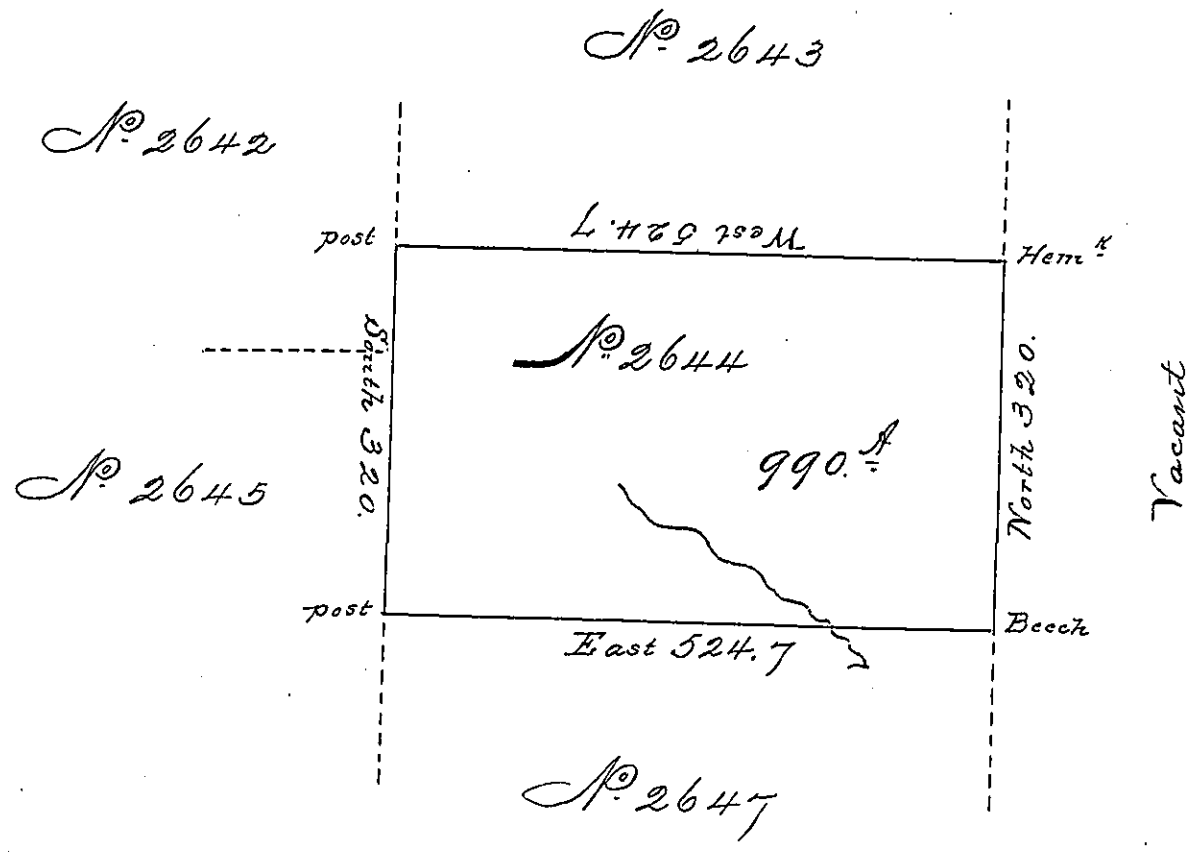 No 2643
No 2642
post
West 524.7
Hemk
South 320.
No 2644
North 320.
990. A
Vacant
No 2645
post
East 524.7
Beech
No 2647